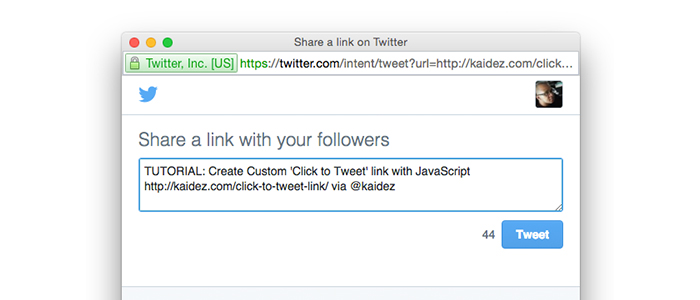 Share a link on Twitter
Twitter, Inc. [US] https://twitter.com/intent/tweet?url=http://kaidez.com/click...
Share a link with your followers
TUTORIAL: Create Custom 'Click to Tweet' link with JavaScript
http://kaidez.com/click-to-tweet-link/ via @kaidez
44 Tweet